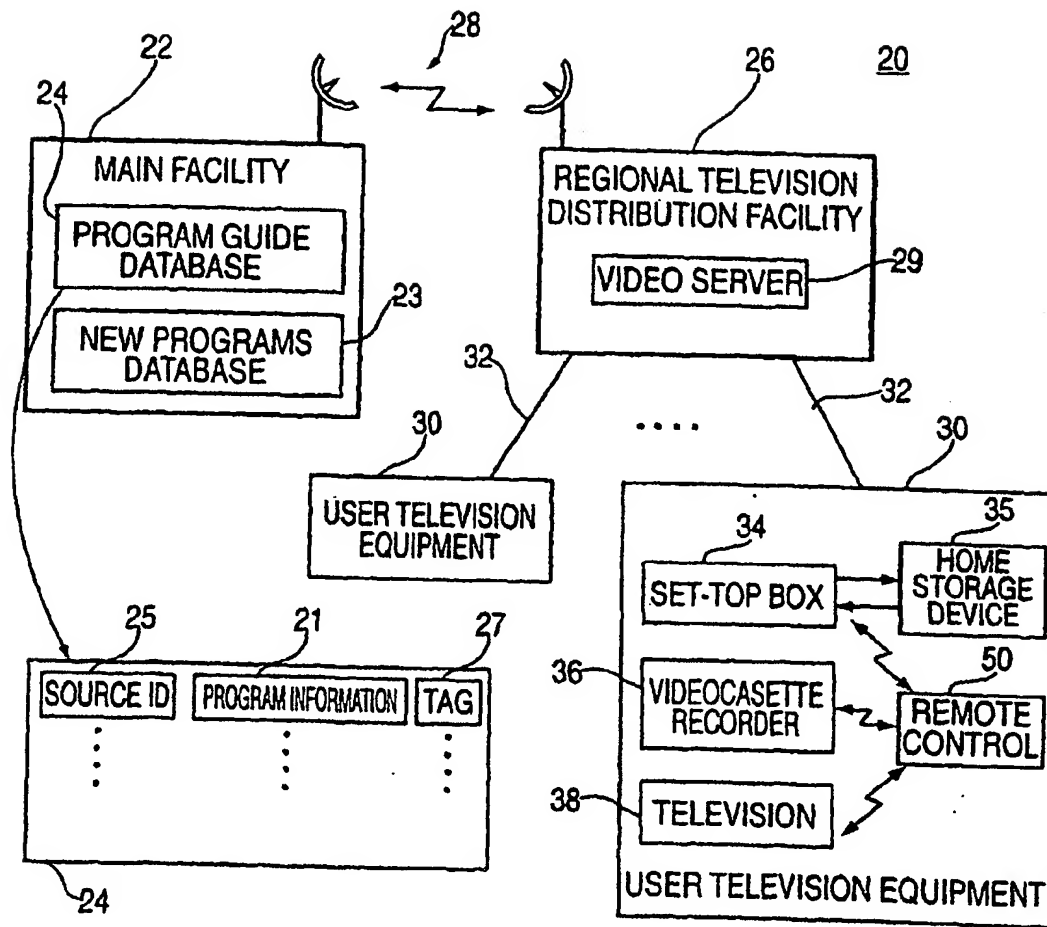 28
22
26
20
24
MAIN FACILITY
PROGRAM GUIDE
DATABASE
23
NEW PROGRAMS
DATABASE
REGIONAL TELEVISION
DISTRIBUTION FACILITY
VIDEO SERVER
29
32
32
30
USER TELEVISION
EQUIPMENT
30
34
35
SET-TOP BOX
HOME
STORAGE
DEVICE
36
VIDEOCASETTE
RECORDER
50
REMOTE
CONTROL
38
TELEVISION
USER TELEVISION EQUIPMENT
25
21
27
SOURCE ID
PROGRAM INFORMATION
TAG
24